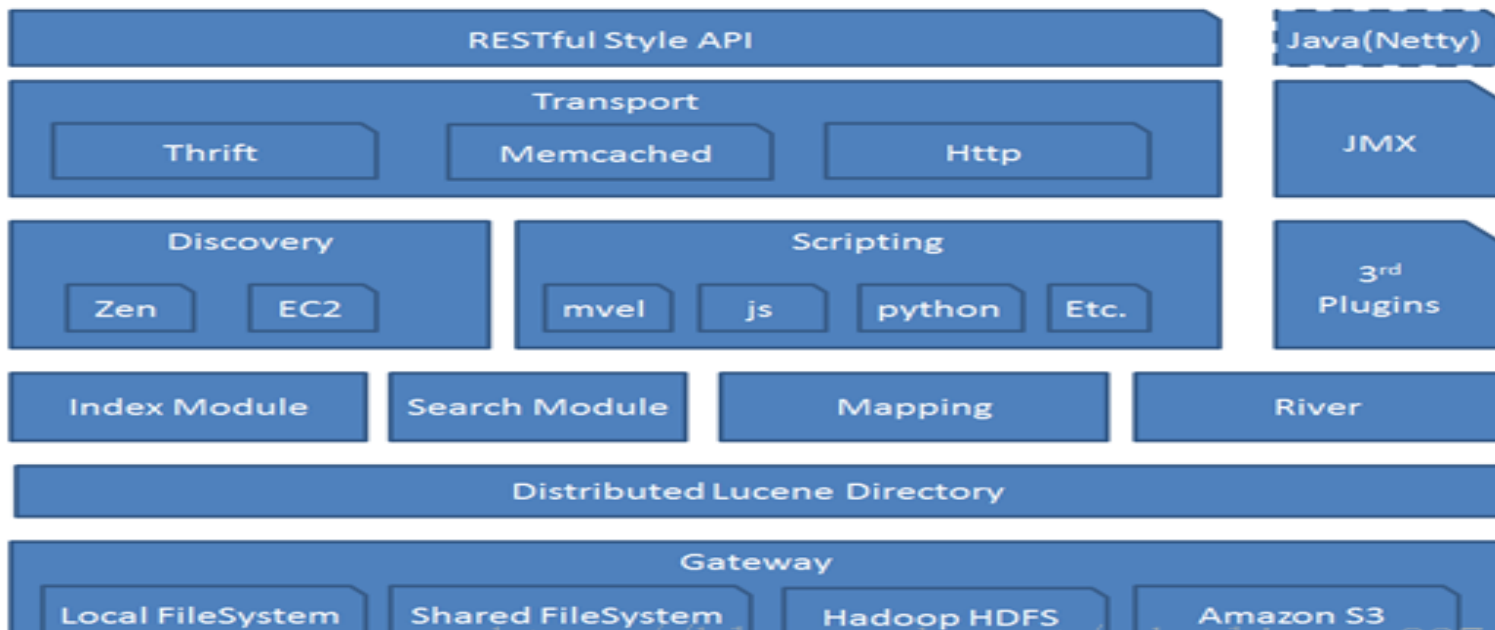 RESTful Style API
Java(Netty)
Transport
Thrift
Memcached
Http
JMX
Discovery
Zen
EC2
Scripting
mvel
js
python
Etc.
3rd
Plugins
Index Module
Search Module
Mapping
River
Distributed Lucene Directory
Gateway
Local FileSystem
Shared FileSystem
Hadoop HDFS
Amazon S3